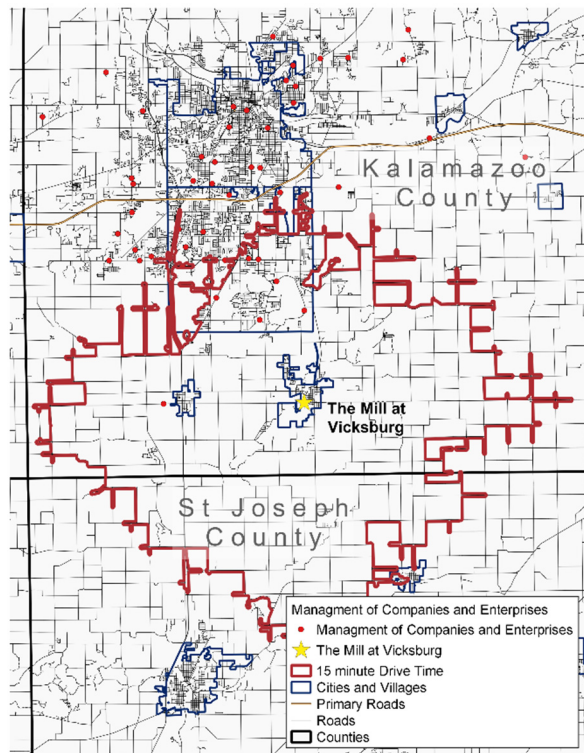 Kalamazoo
County
The Mill at
Vicksburg
St Joseph
County
Managment of Companies and Enterprises
Managment of Companies and Enterprises
The Mill at Vicksburg
15 minute Drive Time
Cities and Villages
Primary Roads
Roads
Counties